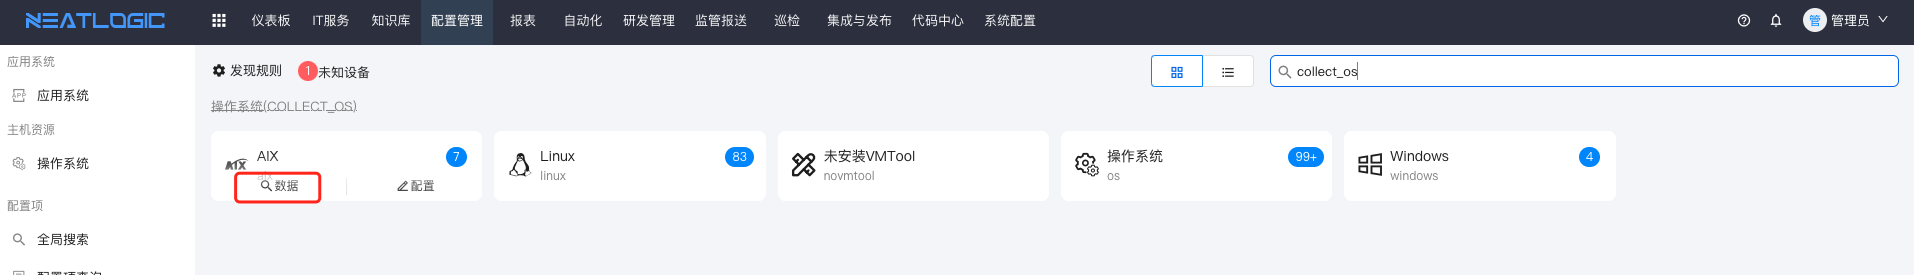 NEATLOGIC
仪表板 IT服务 知识库 配置管理 报表 自动化 研发管理 监管报送 巡检 集成与发布 代码中心 系统配置
管 管理员
应用系统
应用系统
主机资源
操作系统
配置项
全局搜索
发现规则 1 未知设备
collect_os
操作系统(COLLECT_OS)
AIX 7
数据 配置
Linux 83
linux
未安装VMTool
novmtool
操作系统 99+
os
Windows 4
windows